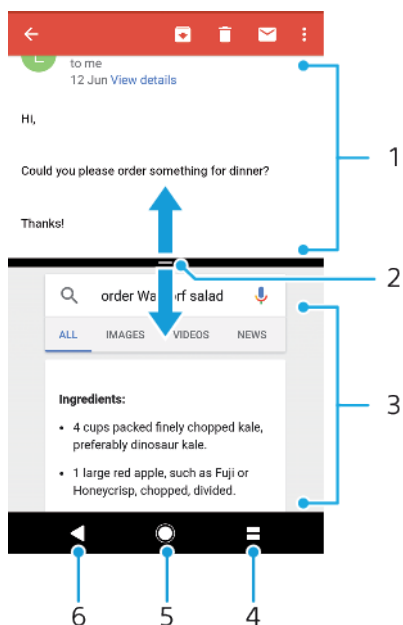 to me
12 Jun View details
Hi,
1
Could you please order something for dinner?
Thanks!
2
order Waldorf salad
ALL IMAGES VIDEOS NEWS
3
Ingredients:
• 4 cups packed finely chopped kale,
preferably dinosaur kale.
• 1 large red apple, such as Fuji or
Honeycrisp, chopped, divided.
6 5 4